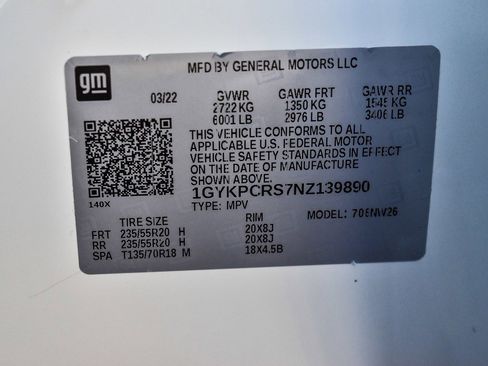 gm
MFD BY GENERAL MOTORS LLC
03/22 GVWR GAWR FRT GAWR RR
2722 KG 1350 KG 1545 KG
6001 LB 2976 LB 3406 LB
THIS VEHICLE CONFORMS TO ALL
APPLICABLE U.S. FEDERAL MOTOR
VEHICLE SAFETY STANDARDS IN EFFECT
ON THE DATE OF MANUFACTURE
SHOWN ABOVE.
140X 1GYKPCRS7NZ139890
TYPE: MPV MODEL: 706NW26
TIRE SIZE RIM
FRT 235/55R20 H 20X8J
RR 235/55R20 H 20X8J
SPA T135/70R18 M 18X4.5B